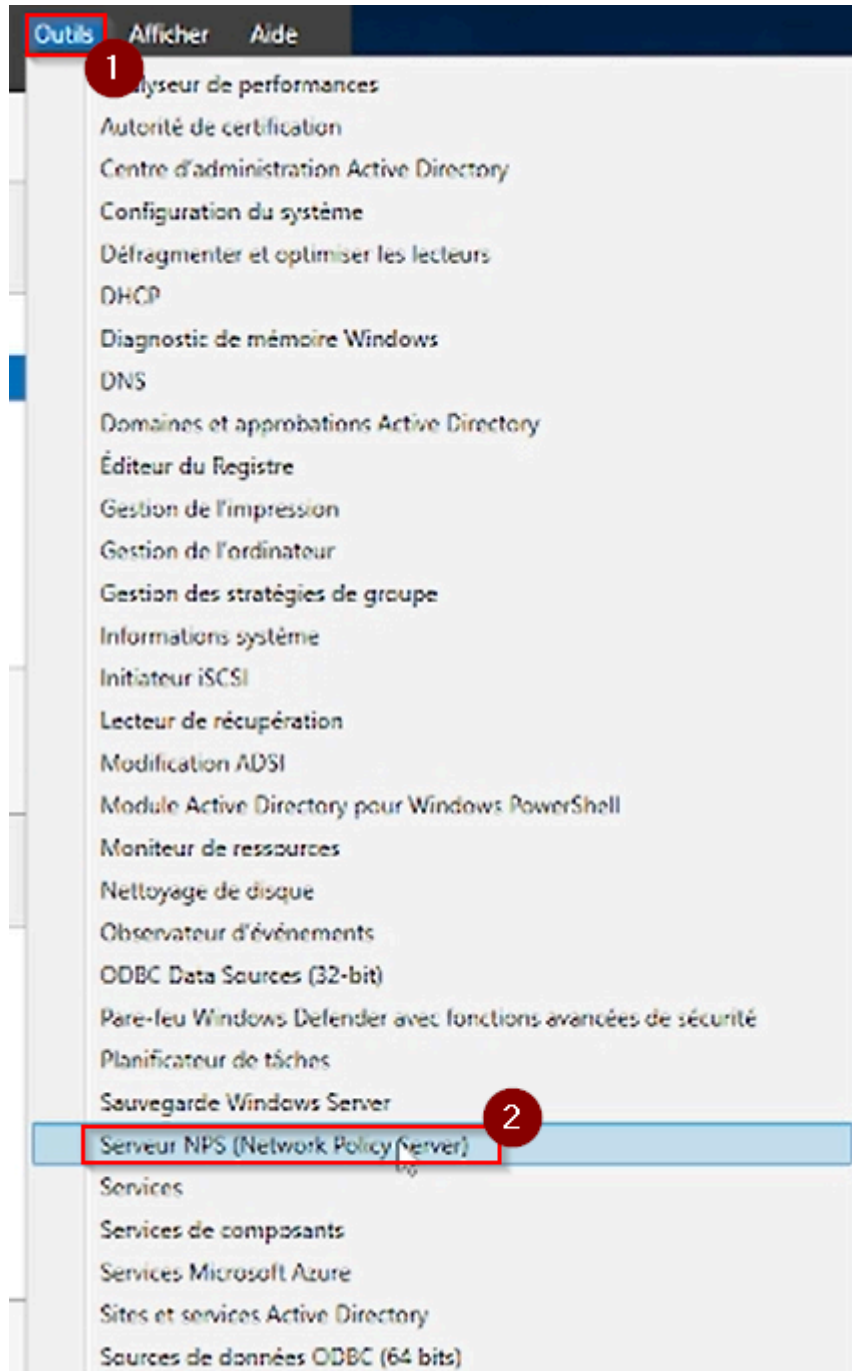 Outils Afficher Aide
1
lyseur de performances
Autorité de certification
Centre d'administration Active Directory
Configuration du système
Défragmenter et optimiser les lecteurs
DHCP
Diagnostic de mémoire Windows
DNS
Domaines et approbations Active Directory
Éditeur du Registre
Gestion de l'impression
Gestion de l'ordinateur
Gestion des stratégies de groupe
Informations système
Initiateur iSCSI
Lecteur de récupération
Modification ADSI
Module Active Directory pour Windows PowerShell
Moniteur de ressources
Nettoyage de disque
Observateur d'événements
ODBC Data Sources (32-bit)
Pare-feu Windows Defender avec fonctions avancées de sécurité
Planificateur de tâches
Sauvegarde Windows Server
2
Serveur NPS (Network Policy Server)
Services
Services de composants
Services Microsoft Azure
Sites et services Active Directory
Sources de données ODBC (64 bits)